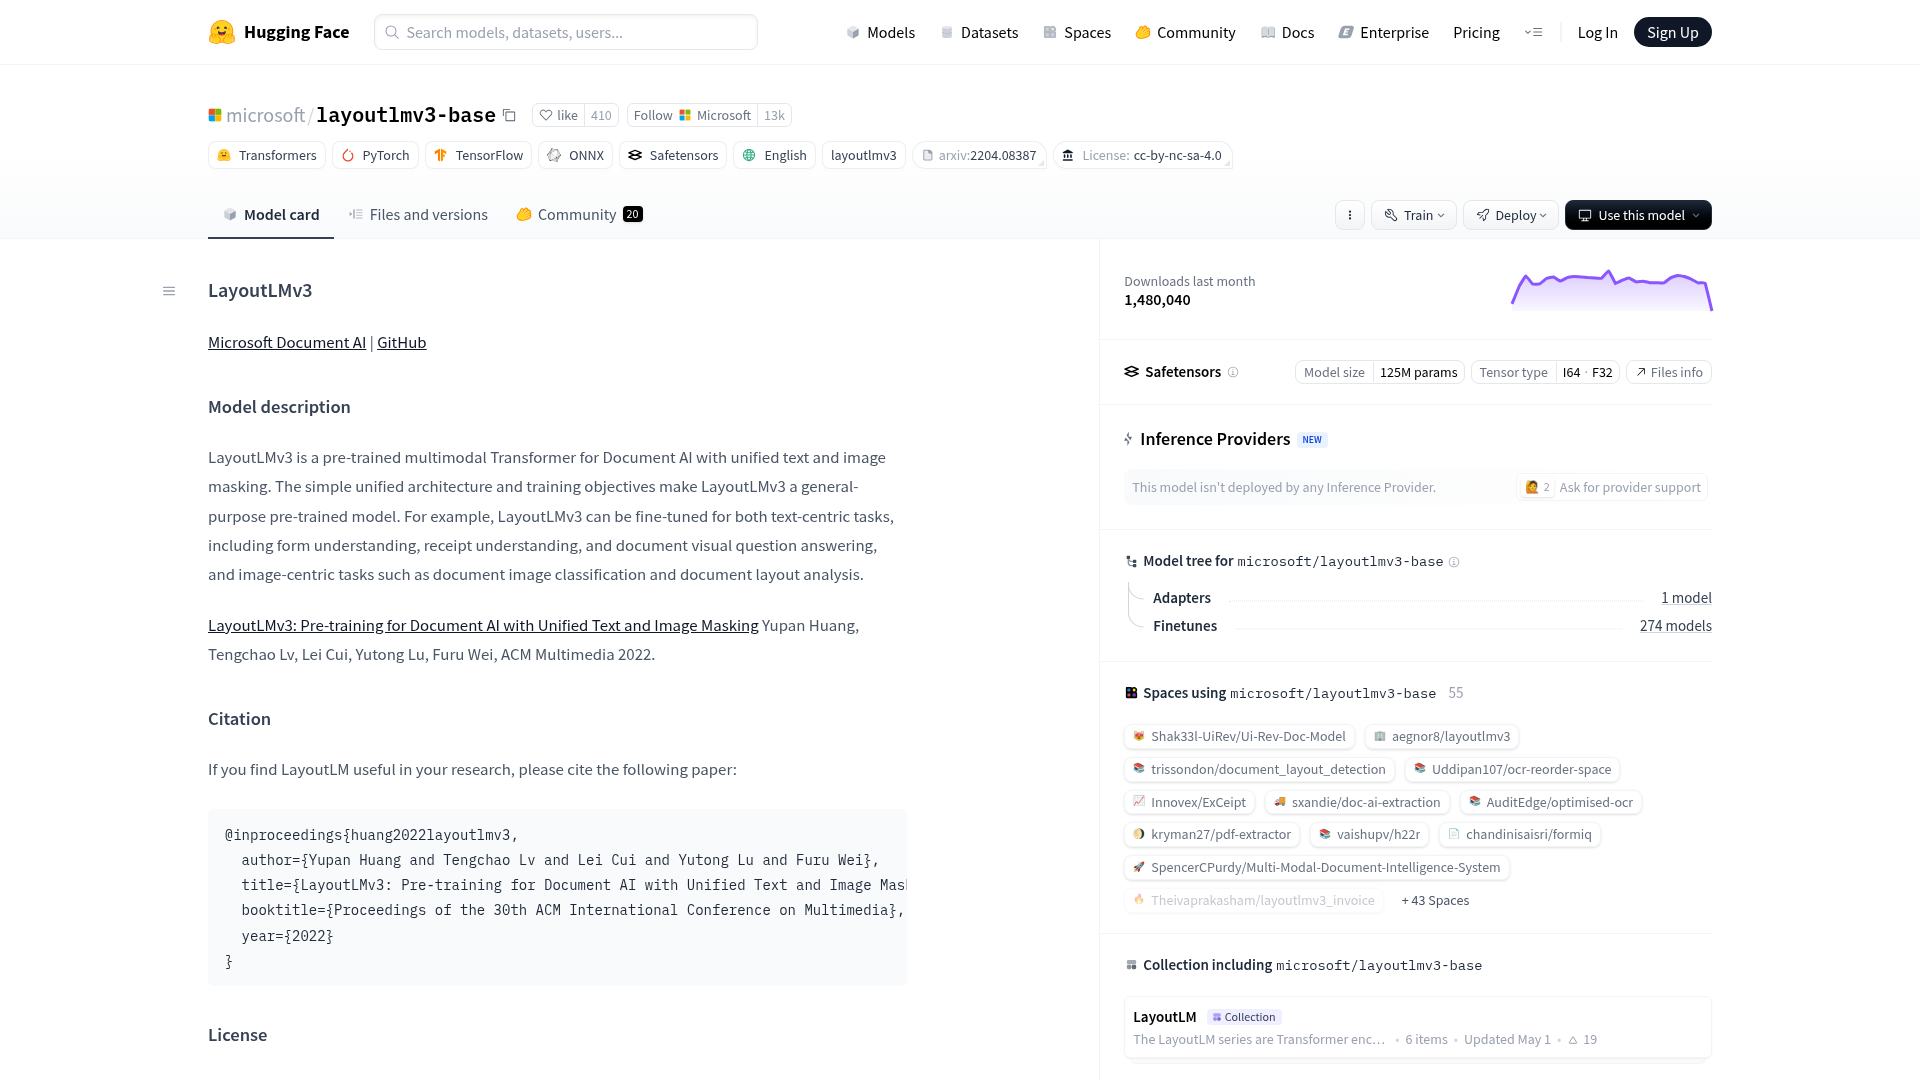 Hugging Face
Search models, datasets, users...
Models
Datasets
Spaces
Community
Docs
Enterprise
Pricing
Log In
Sign Up
microsoft/layoutlmv3-base
like 410
Follow Microsoft 13k
Transformers
PyTorch
TensorFlow
ONNX
Safetensors
English
layoutlmv3
arxiv:2204.08387
License: cc-by-nc-sa-4.0
Model card
Files and versions
Community 20
Train
Deploy
Use this model
LayoutLMv3
Microsoft Document AI | GitHub
Model description
LayoutLMv3 is a pre-trained multimodal Transformer for Document AI with unified text and image
masking. The simple unified architecture and training objectives make LayoutLMv3 a general-
purpose pre-trained model. For example, LayoutLMv3 can be fine-tuned for both text-centric tasks,
including form understanding, receipt understanding, and document visual question answering,
and image-centric tasks such as document image classification and document layout analysis.
LayoutLMv3: Pre-training for Document AI with Unified Text and Image Masking Yupan Huang,
Tengchao Lv, Lei Cui, Yutong Lu, Furu Wei, ACM Multimedia 2022.
Citation
If you find LayoutLM useful in your research, please cite the following paper:
@inproceedings{huang2022layoutlmv3,
  author={Yupan Huang and Tengchao Lv and Lei Cui and Yutong Lu and Furu Wei},
  title={LayoutLMv3: Pre-training for Document AI with Unified Text and Image Mas
  booktitle={Proceedings of the 30th ACM International Conference on Multimedia},
  year={2022}
}
License
Downloads last month
1,480,040
Safetensors
Model size 125M params
Tensor type I64 · F32
Files info
Inference Providers NEW
This model isn't deployed by any Inference Provider.
2 Ask for provider support
Model tree for microsoft/layoutlmv3-base
Adapters 1 model
Finetunes 274 models
Spaces using microsoft/layoutlmv3-base 55
Shak33l-UiRev/Ui-Rev-Doc-Model
aegnor8/layoutlmv3
trissondon/document_layout_detection
Uddipan107/ocr-reorder-space
Innovex/ExCeipt
sxandie/doc-ai-extraction
AuditEdge/optimised-ocr
kryman27/pdf-extractor
vaishupv/h22r
chandinisaisri/formiq
SpencerCPurdy/Multi-Modal-Document-Intelligence-System
Theivaprakasham/layoutlmv3_invoice
+ 43 Spaces
Collection including microsoft/layoutlmv3-base
LayoutLM Collection
The LayoutLM series are Transformer enc... • 6 items • Updated May 1 • 19